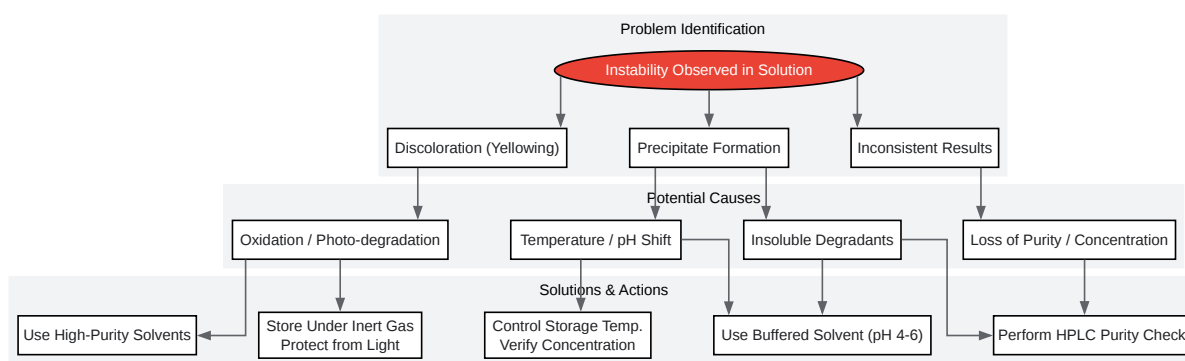 Problem Identification
Instability Observed in Solution
Discoloration (Yellowing)
Precipitate Formation
Inconsistent Results
Potential Causes
Oxidation / Photo-degradation
Temperature / pH Shift
Insoluble Degradants
Loss of Purity / Concentration
Solutions & Actions
Use High-Purity Solvents
Store Under Inert Gas
Protect from Light
Control Storage Temp.
Verify Concentration
Use Buffered Solvent (pH 4-6)
Perform HPLC Purity Check